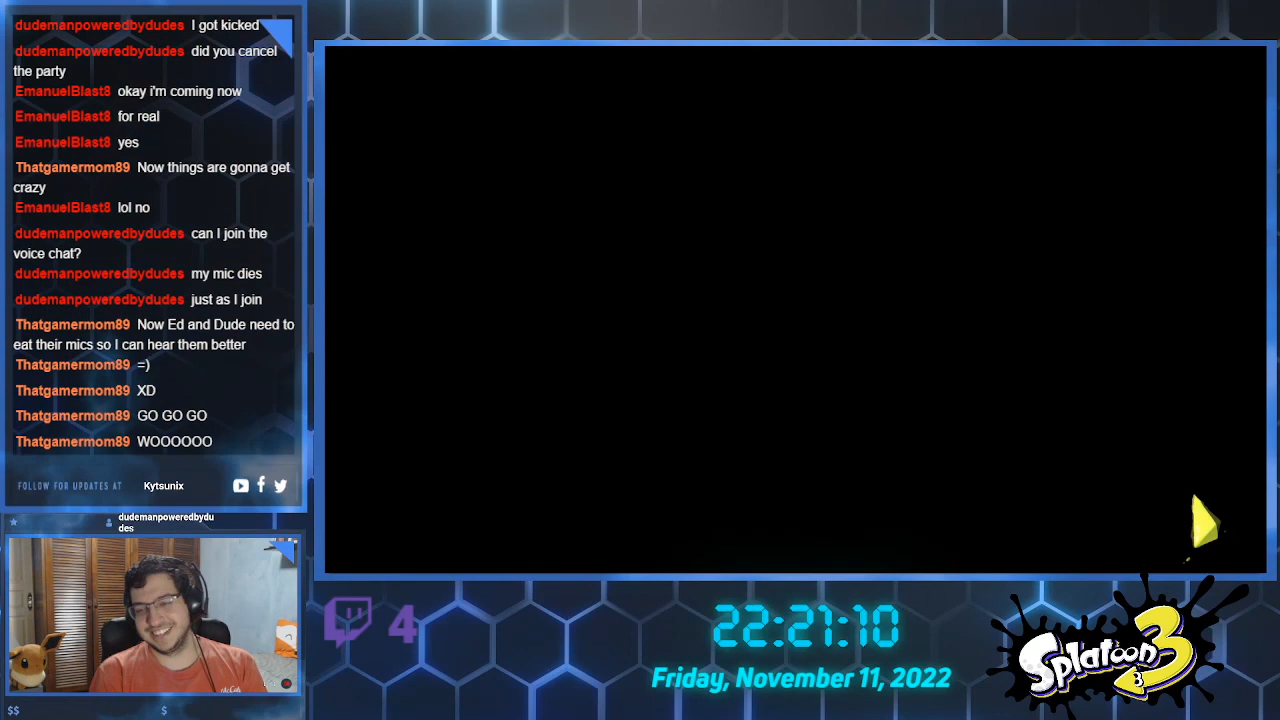 dudemanpoweredbydudes I got kicked
dudemanpoweredbydudes did you cancel
the party
EmanuelBlast8 okay i'm coming now
EmanuelBlast8 for real
EmanuelBlast8 yes
Thatgamermom89 Now things are gonna get
crazy
EmanuelBlast8 lol no
dudemanpoweredbydudes can I join the
voice chat?
dudemanpoweredbydudes my mic dies
dudemanpoweredbydudes just as I join
Thatgamermom89 Now Ed and Dude need to
eat their mics so I can hear them better
Thatgamermom89 =)
Thatgamermom89 XD
Thatgamermom89 GO GO GO
Thatgamermom89 WOOOOOO
FOLLOW FOR UPDATES AT Kytsunix
dudemanpoweredbydu
des
$$ $
4
22:21:10
Friday, November 11, 2022
Splatoon 3